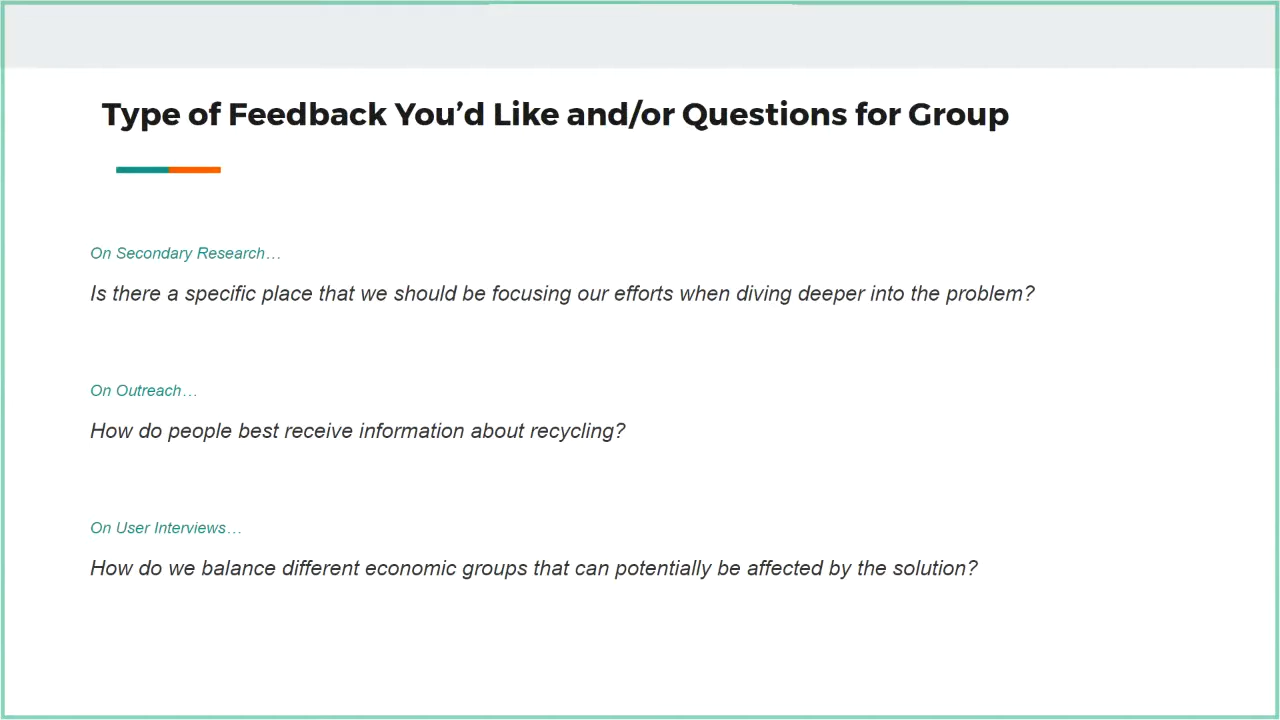 Type of Feedback You’d Like and/or Questions for Group
On Secondary Research…
Is there a specific place that we should be focusing our efforts when diving deeper into the problem?
On Outreach…
How do people best receive information about recycling?
On User Interviews…
How do we balance different economic groups that can potentially be affected by the solution?